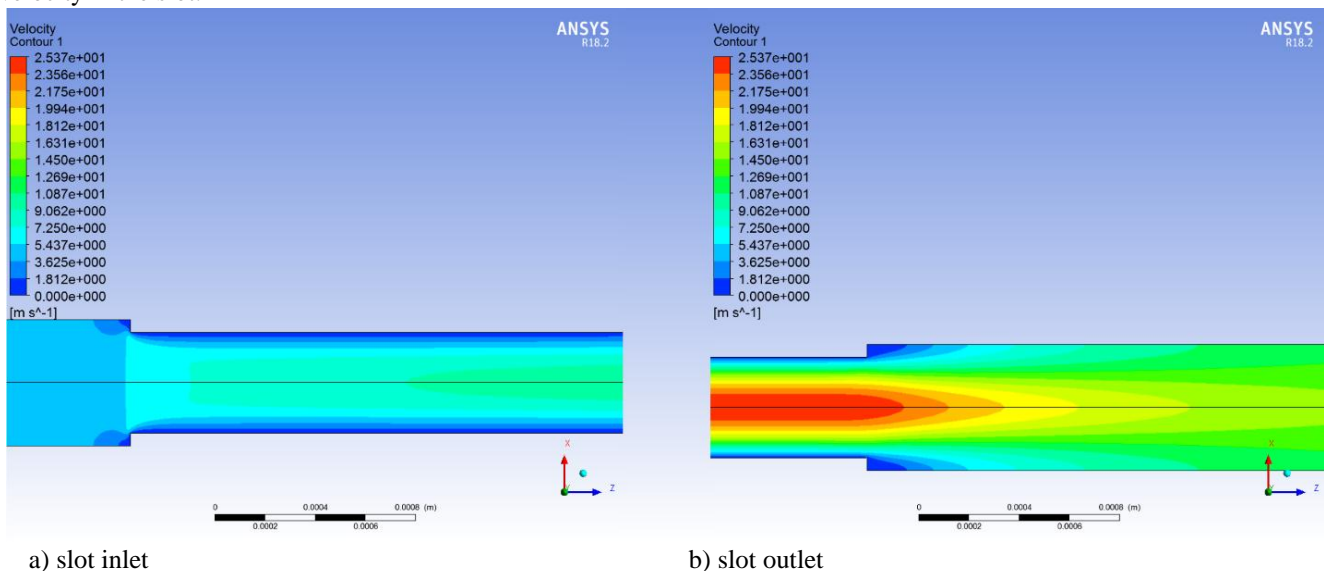 Velocity
Contour 1
2.537e+001
2.356e+001
2.175e+001
1.994e+001
1.812e+001
1.631e+001
1.450e+001
1.269e+001
1.087e+001
9.062e+000
7.250e+000
5.437e+000
3.625e+000
1.812e+000
0.000e+000
[m s^-1]
ANSYS
R18.2
X
Y
Z
0 0.0004 0.0008 (m)
0.0002 0.0006
a) slot inlet
Velocity
Contour 1
2.537e+001
2.356e+001
2.175e+001
1.994e+001
1.812e+001
1.631e+001
1.450e+001
1.269e+001
1.087e+001
9.062e+000
7.250e+000
5.437e+000
3.625e+000
1.812e+000
0.000e+000
[m s^-1]
ANSYS
R18.2
X
Y
Z
0 0.0004 0.0008 (m)
0.0002 0.0006
b) slot outlet